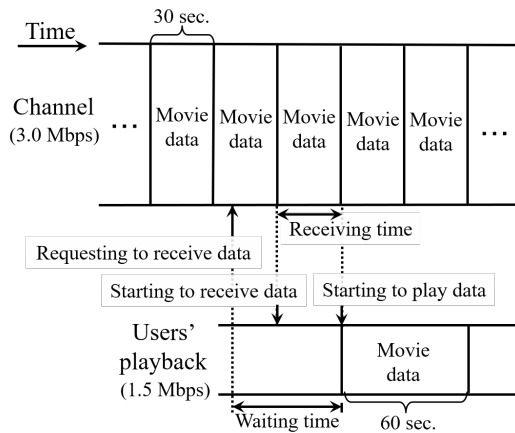 30 sec.
Time
Channel
(3.0 Mbps)
...
Movie
data
Movie
data
Movie
data
Movie
data
Movie
data
...
Receiving time
Requesting to receive data
Starting to receive data
Starting to play data
Users’
playback
(1.5 Mbps)
Movie
data
Waiting time
60 sec.